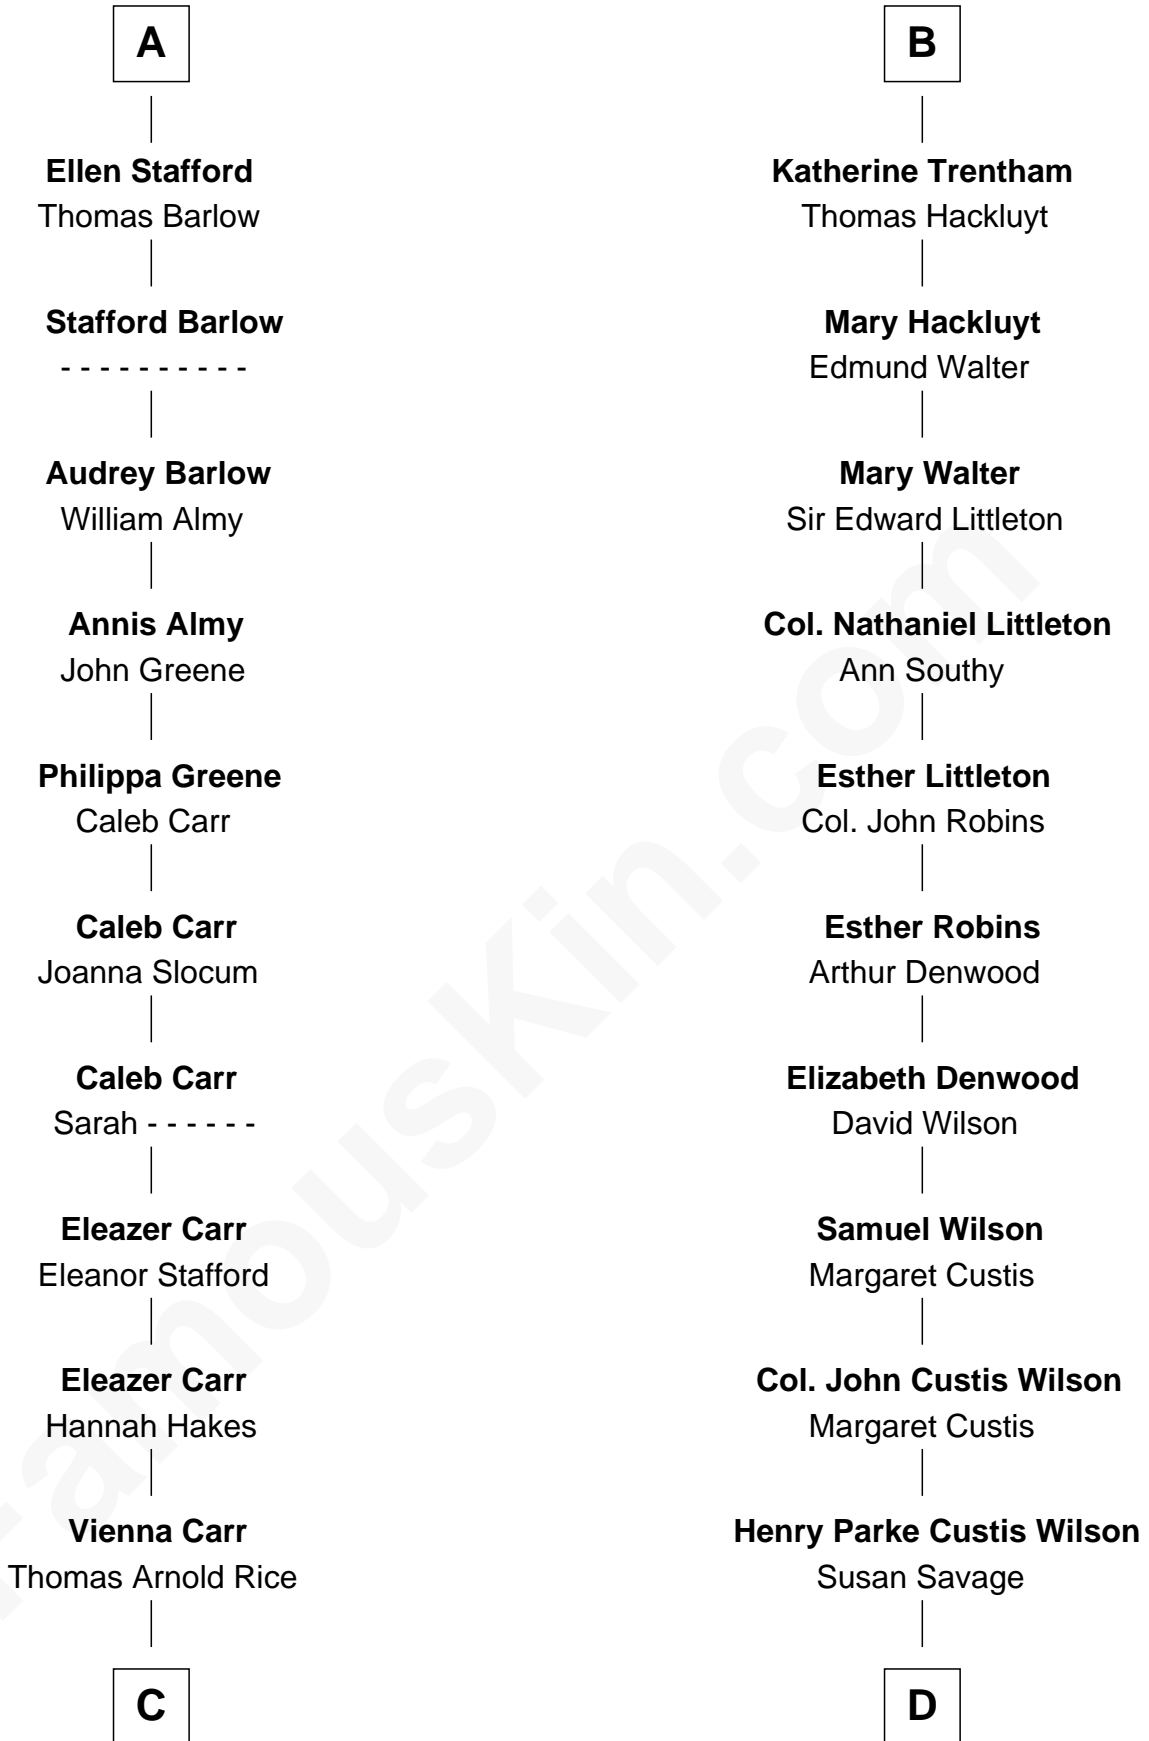 A
Ellen Stafford
Thomas Barlow
Stafford Barlow
- - - - - - - - - -
Audrey Barlow
William Almy
Annis Almy
John Greene
Philippa Greene
Caleb Carr
Caleb Carr
Joanna Slocum
Caleb Carr
Sarah - - - - - -
Eleazer Carr
Eleanor Stafford
Eleazer Carr
Hannah Hakes
Vienna Carr
Thomas Arnold Rice
C
B
Katherine Trentham
Thomas Hackluyt
Mary Hackluyt
Edmund Walter
Mary Walter
Sir Edward Littleton
Col. Nathaniel Littleton
Ann Southy
Esther Littleton
Col. John Robins
Esther Robins
Arthur Denwood
Elizabeth Denwood
David Wilson
Samuel Wilson
Margaret Custis
Col. John Custis Wilson
Margaret Custis
Henry Parke Custis Wilson
Susan Savage
D
FamousKin.com